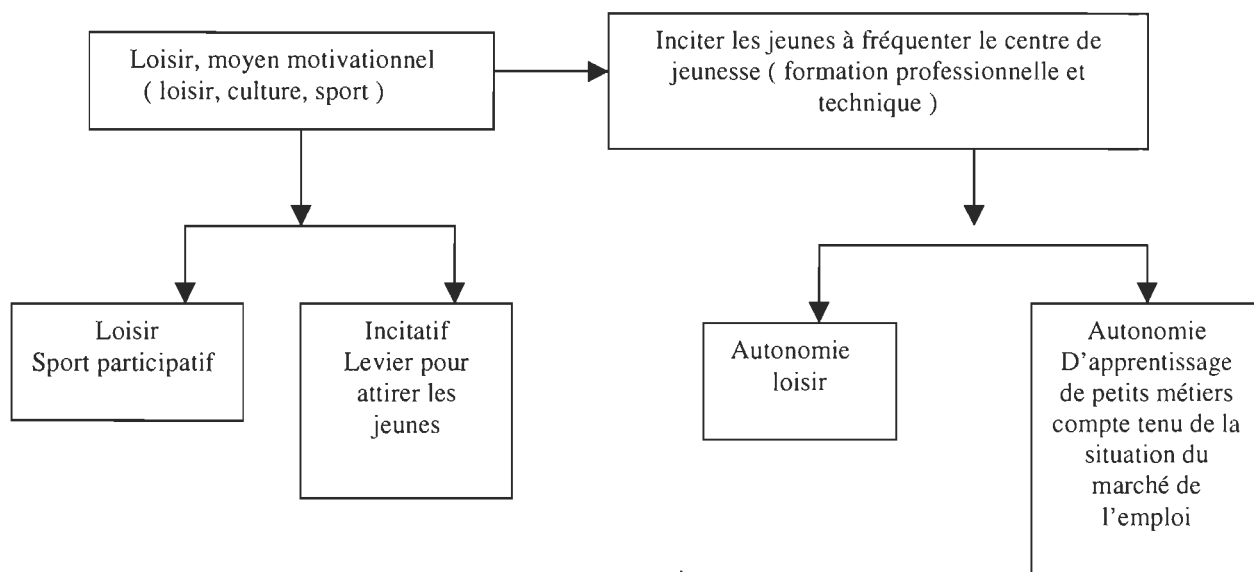 Loisir, moyen motivationnel
( loisir, culture, sport )
Inciter les jeunes à fréquenter le centre de
jeunesse ( formation professionnelle et
technique )
Loisir
Sport participatif
Incitatif
Levier pour
attirer les
jeunes
Autonomie
loisir
Autonomie
D'apprentissage
de petits métiers
compte tenu de la
situation du
marché de
l'emploi